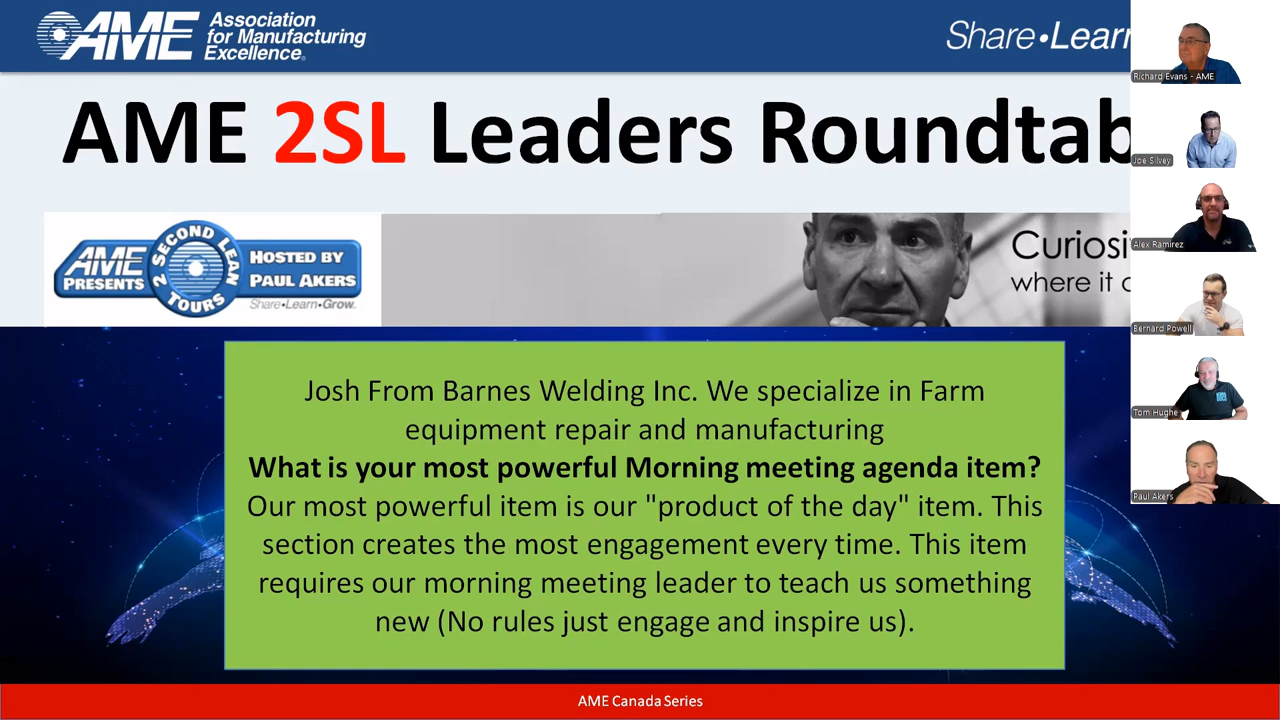 AME Association
for Manufacturing
Excellence.
Share•Lear
AME 2SL Leaders Roundtab
AME
PRESENTS
2 SECOND LEAN
TOURS
HOSTED BY
PAUL AKERS
Share•Learn•Grow.
Curiosi
where it
Josh From Barnes Welding Inc. We specialize in Farm
equipment repair and manufacturing
What is your most powerful Morning meeting agenda item?
Our most powerful item is our "product of the day" item. This
section creates the most engagement every time. This item
requires our morning meeting leader to teach us something
new (No rules just engage and inspire us).
AME Canada Series
Richard Evans - AME
Joe Silvey
Alex Ramirez
Bernard Powell
Tom Hughe
Paul Akers